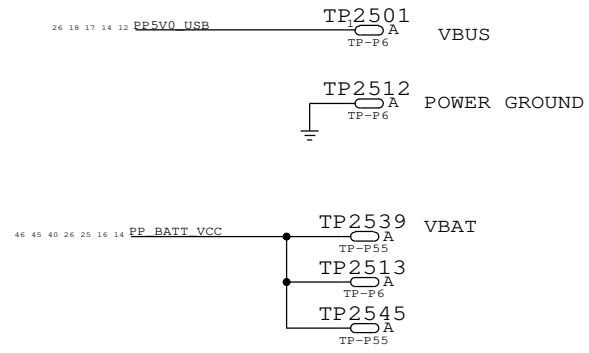 TP2501
26 18 17 14 12 PP5V0_USB 1 A VBUS
TP-P6
TP2512
A POWER GROUND
TP-P6
TP2539
46 45 40 26 25 16 14 PP_BATT_VCC A VBAT
TP-P55
TP2513
A
TP-P6
TP2545
A
TP-P55